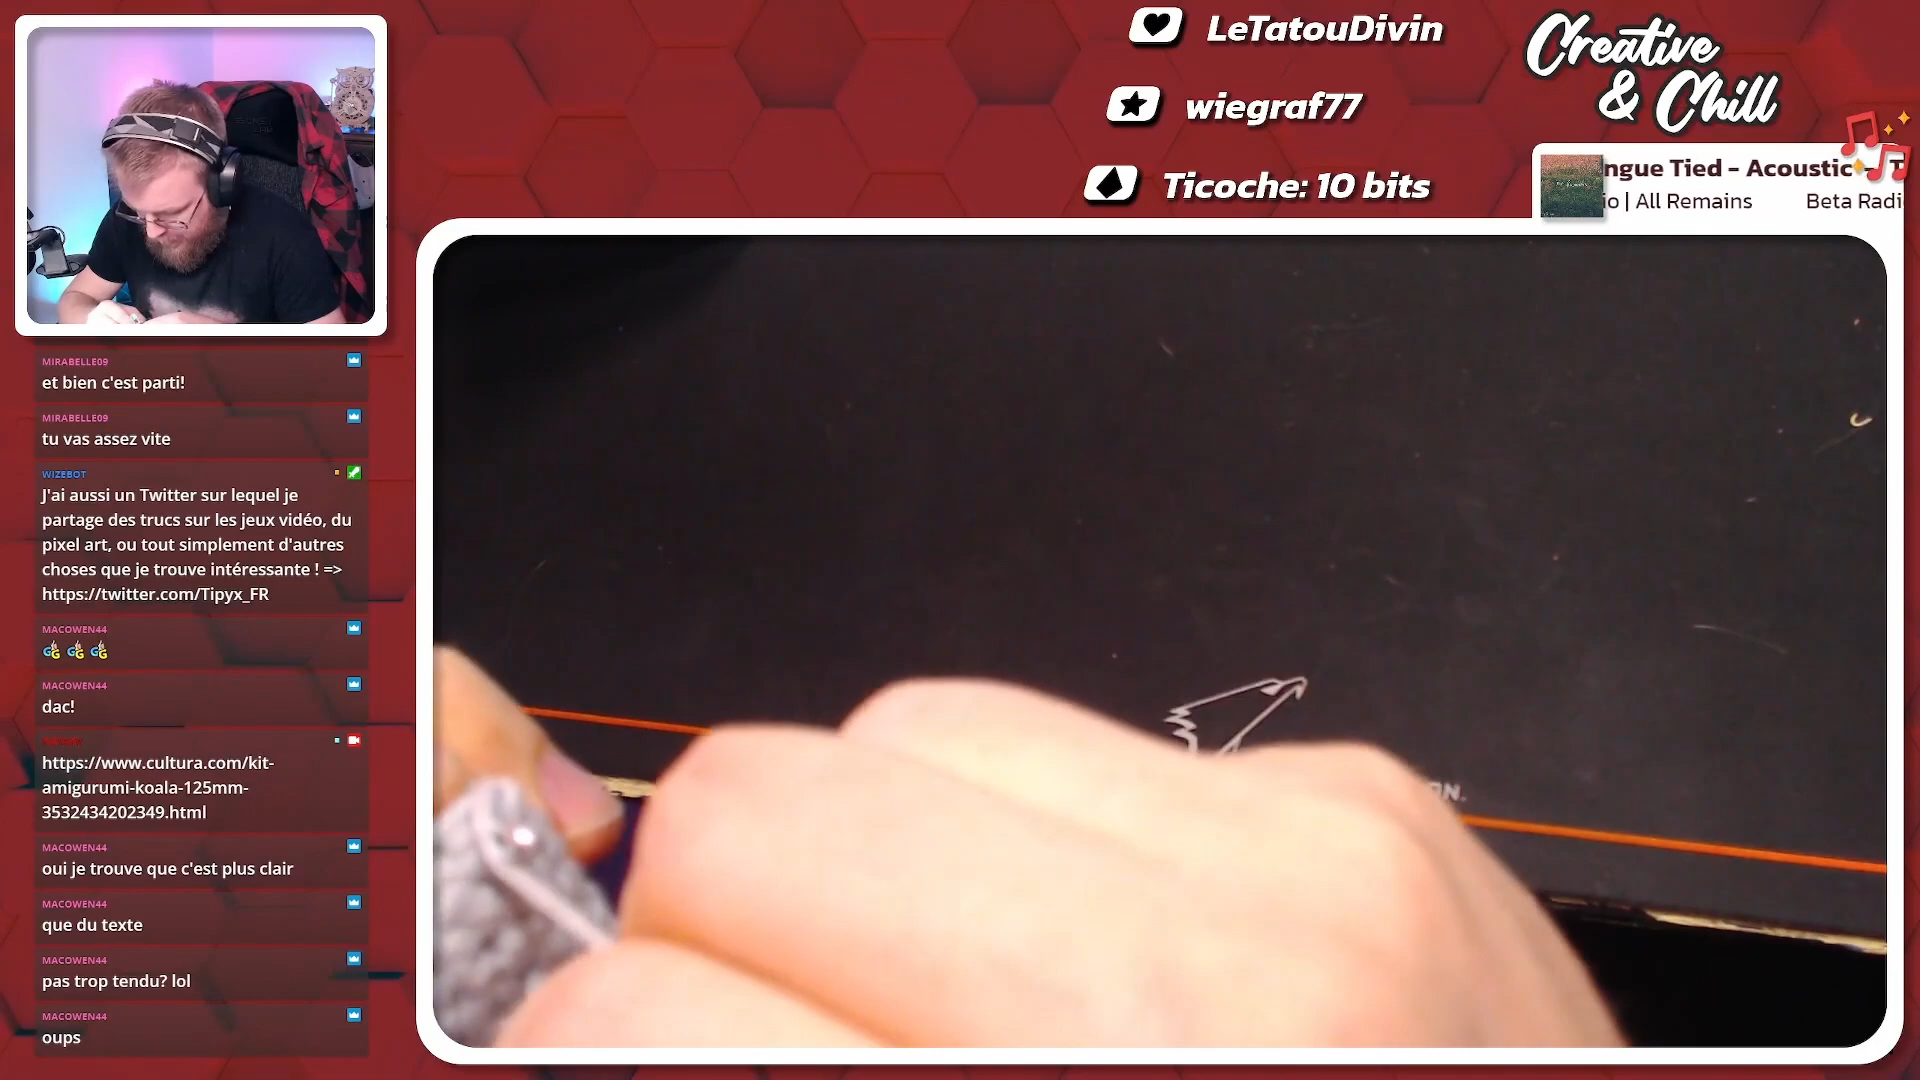 LeTatouDivin
wiegraf77
Ticoche: 10 bits
Creative
& Chill
ngue Tied - Acoustic - T
io | All Remains Beta Radi
MIRABELLE09
et bien c'est parti!
MIRABELLE09
tu vas assez vite
WIZEBOT
J'ai aussi un Twitter sur lequel je
partage des trucs sur les jeux vidéo, du
pixel art, ou tout simplement d'autres
choses que je trouve intéressante ! =>
https://twitter.com/Tipyx_FR
MACOWEN44
GG GG GG
MACOWEN44
dac!
https://www.cultura.com/kit-
amigurumi-koala-125mm-
3532434202349.html
MACOWEN44
oui je trouve que c'est plus clair
MACOWEN44
que du texte
MACOWEN44
pas trop tendu? lol
MACOWEN44
oups